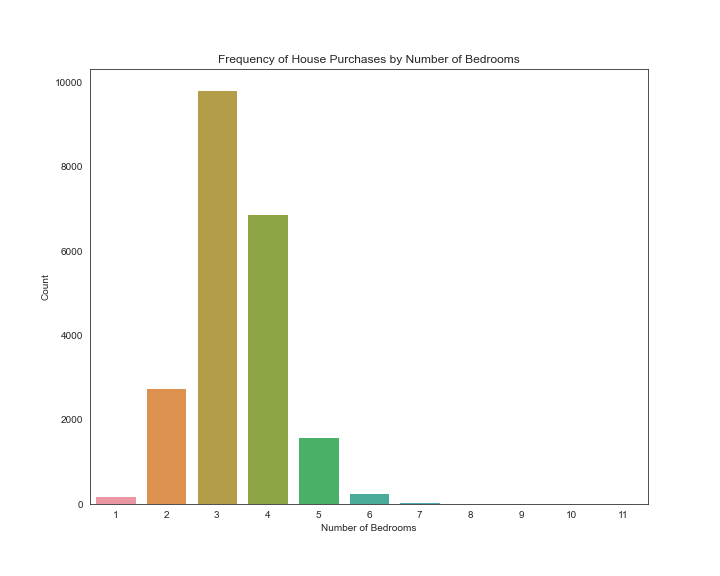 Frequency of House Purchases by Number of Bedrooms
10000
8000
6000
4000
2000
0
Count
1 2 3 4 5 6 7 8 9 10 11
Number of Bedrooms